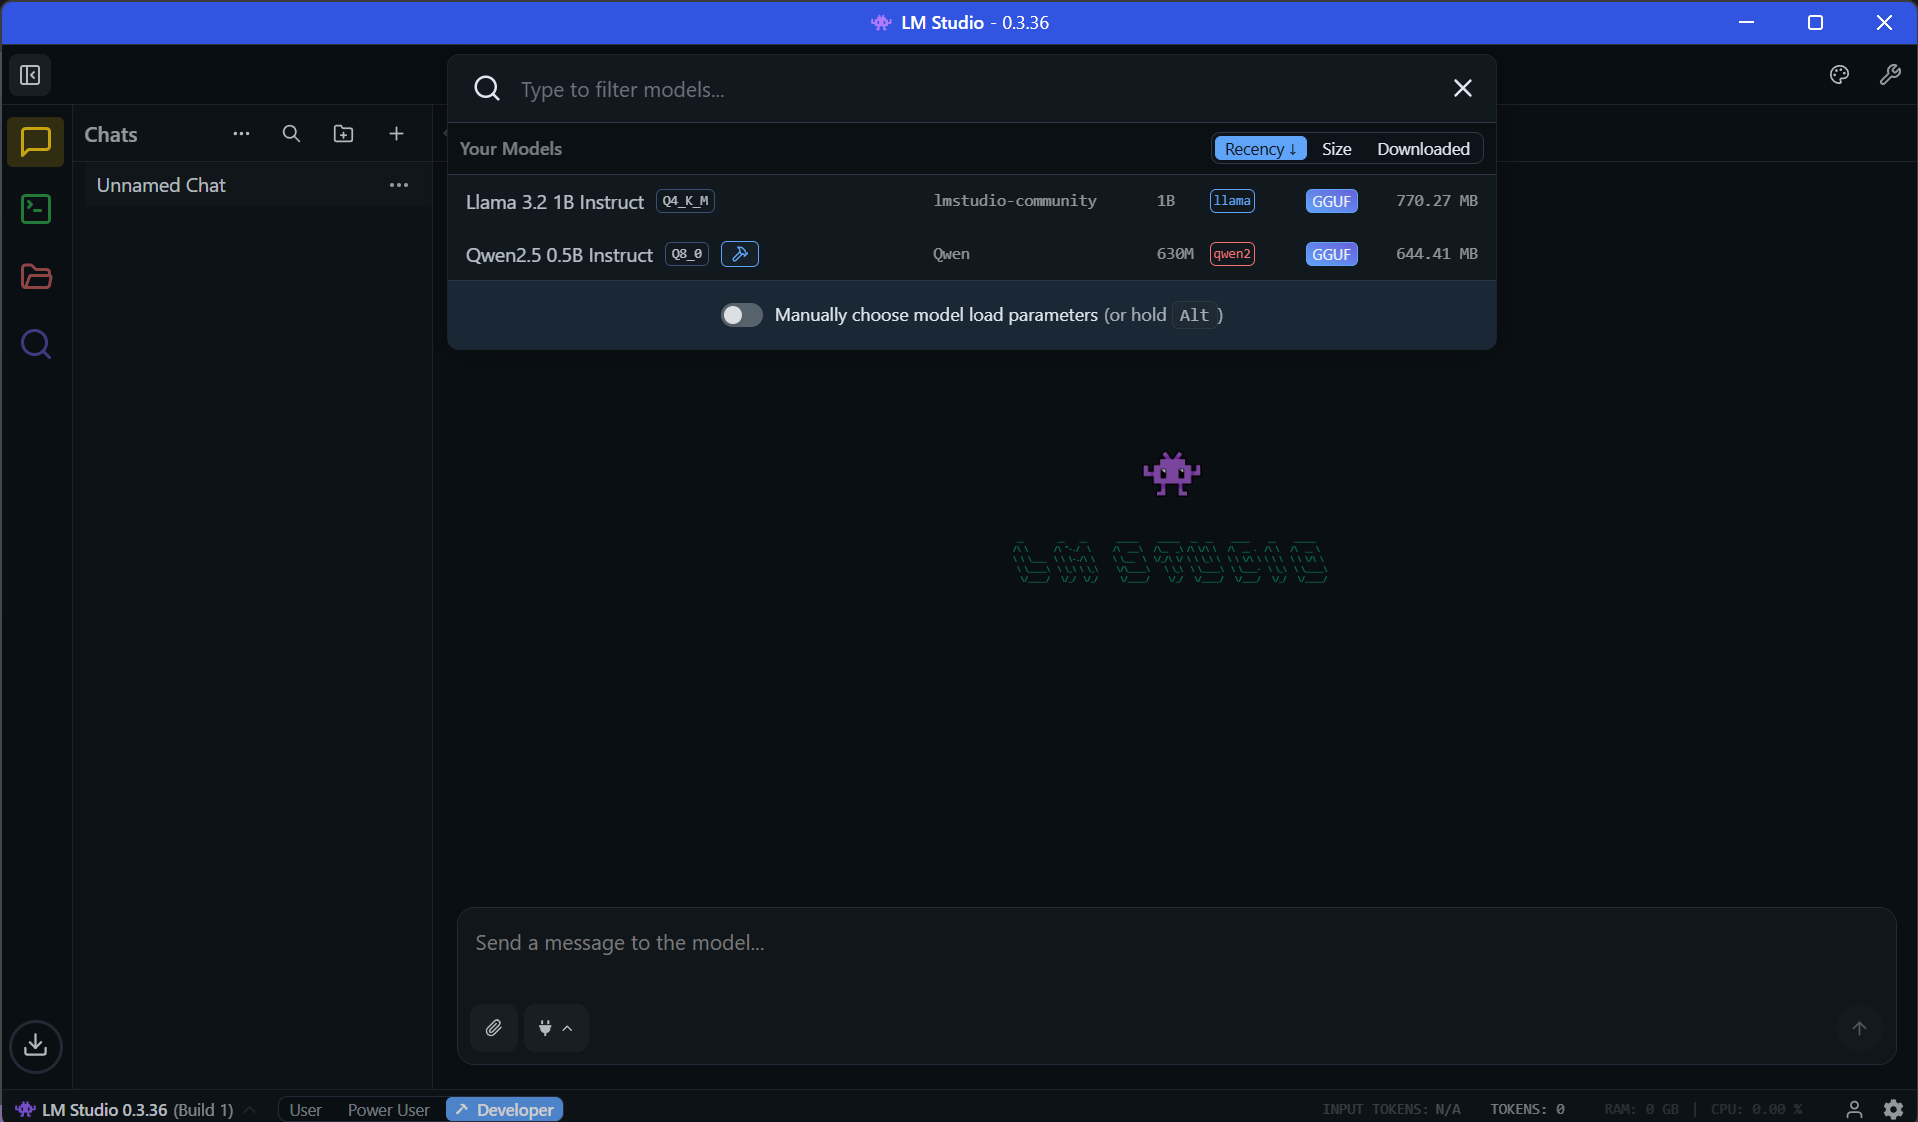 LM Studio - 0.3.36
Type to filter models...
Chats
Your Models
Recency ↓ Size Downloaded
Unnamed Chat
Llama 3.2 1B Instruct Q4_K_M lmstudio-community 1B llama GGUF 770.27 MB
Qwen2.5 0.5B Instruct Q8_0 Qwen 630M qwen2 GGUF 644.41 MB
Manually choose model load parameters (or hold Alt )
LM STUDIO
Send a message to the model...
LM Studio 0.3.36 (Build 1) User Power User Developer INPUT TOKENS: N/A TOKENS: 0 RAM: 0 GB | CPU: 0.00 %